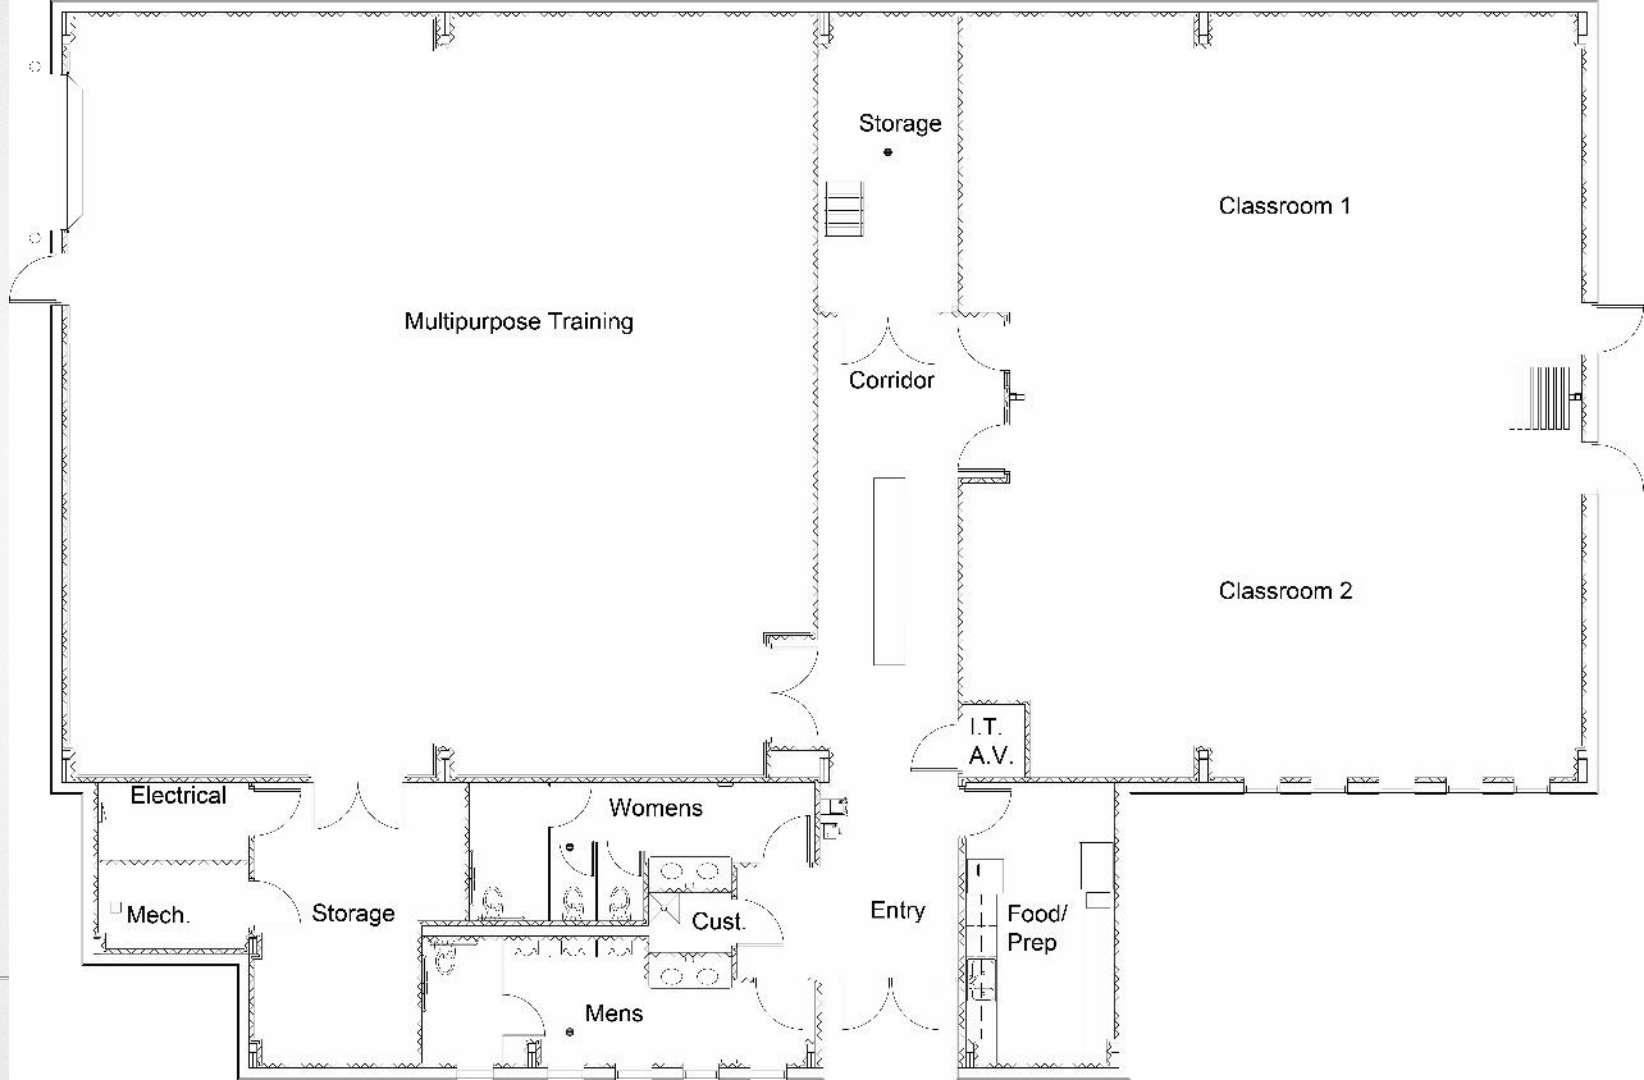 Storage
Classroom 1
Multipurpose Training
Corridor
Classroom 2
I.T.
A.V.
Electrical
Womens
Mech.
Storage
Cust.
Entry
Food/
Prep
Mens